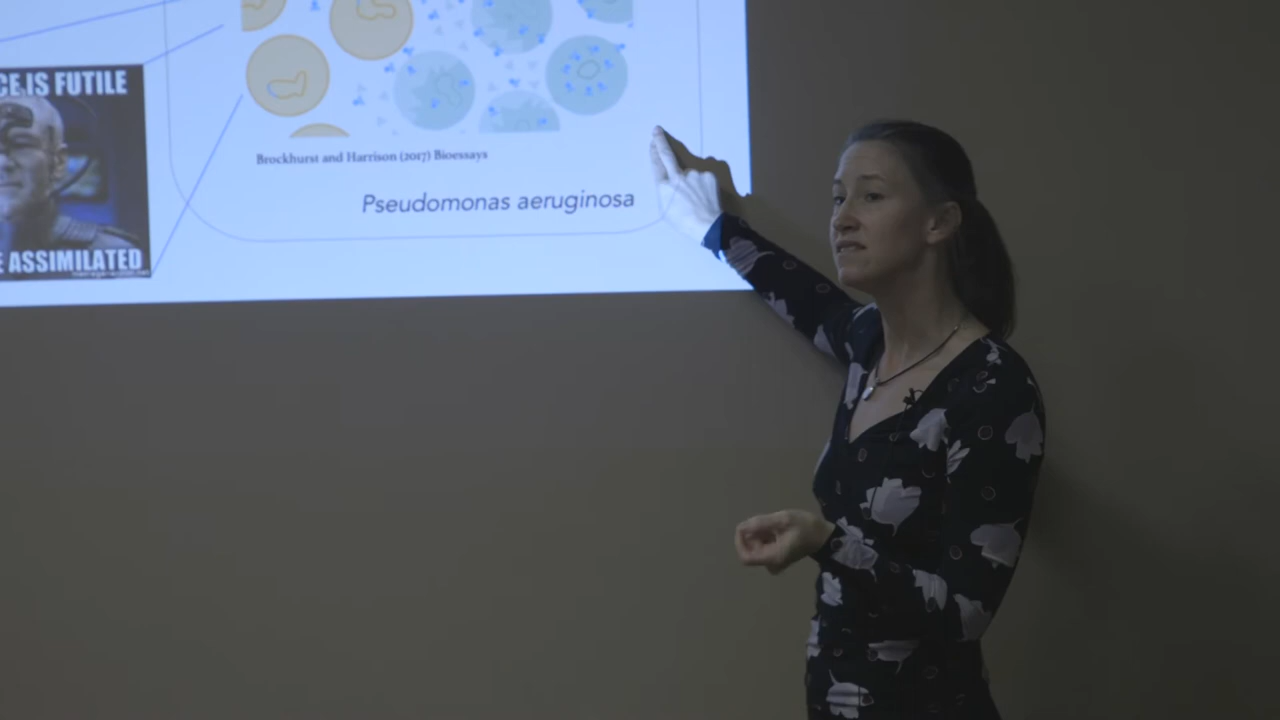 CE IS FUTILE
Brockhurst and Harrison (2017) Bioessays
Pseudomonas aeruginosa
E ASSIMILATED